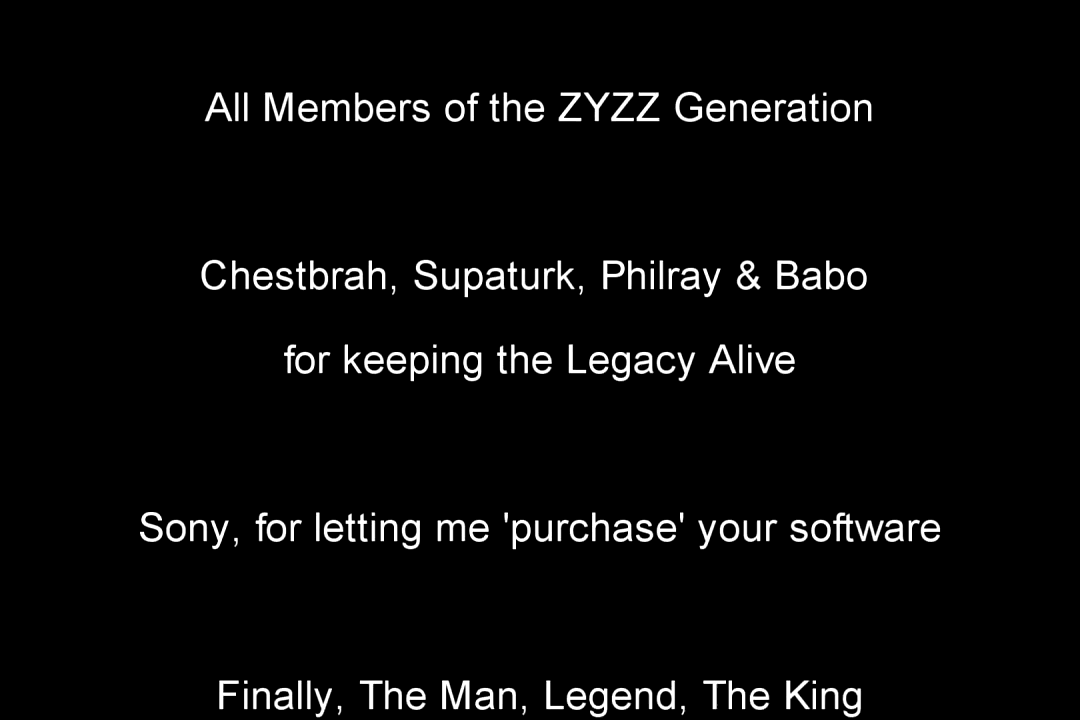 All Members of the ZYZZ Generation
Chestbrah, Supaturk, Philray & Babo
for keeping the Legacy Alive
Sony, for letting me 'purchase' your software
Finally, The Man, Legend, The King